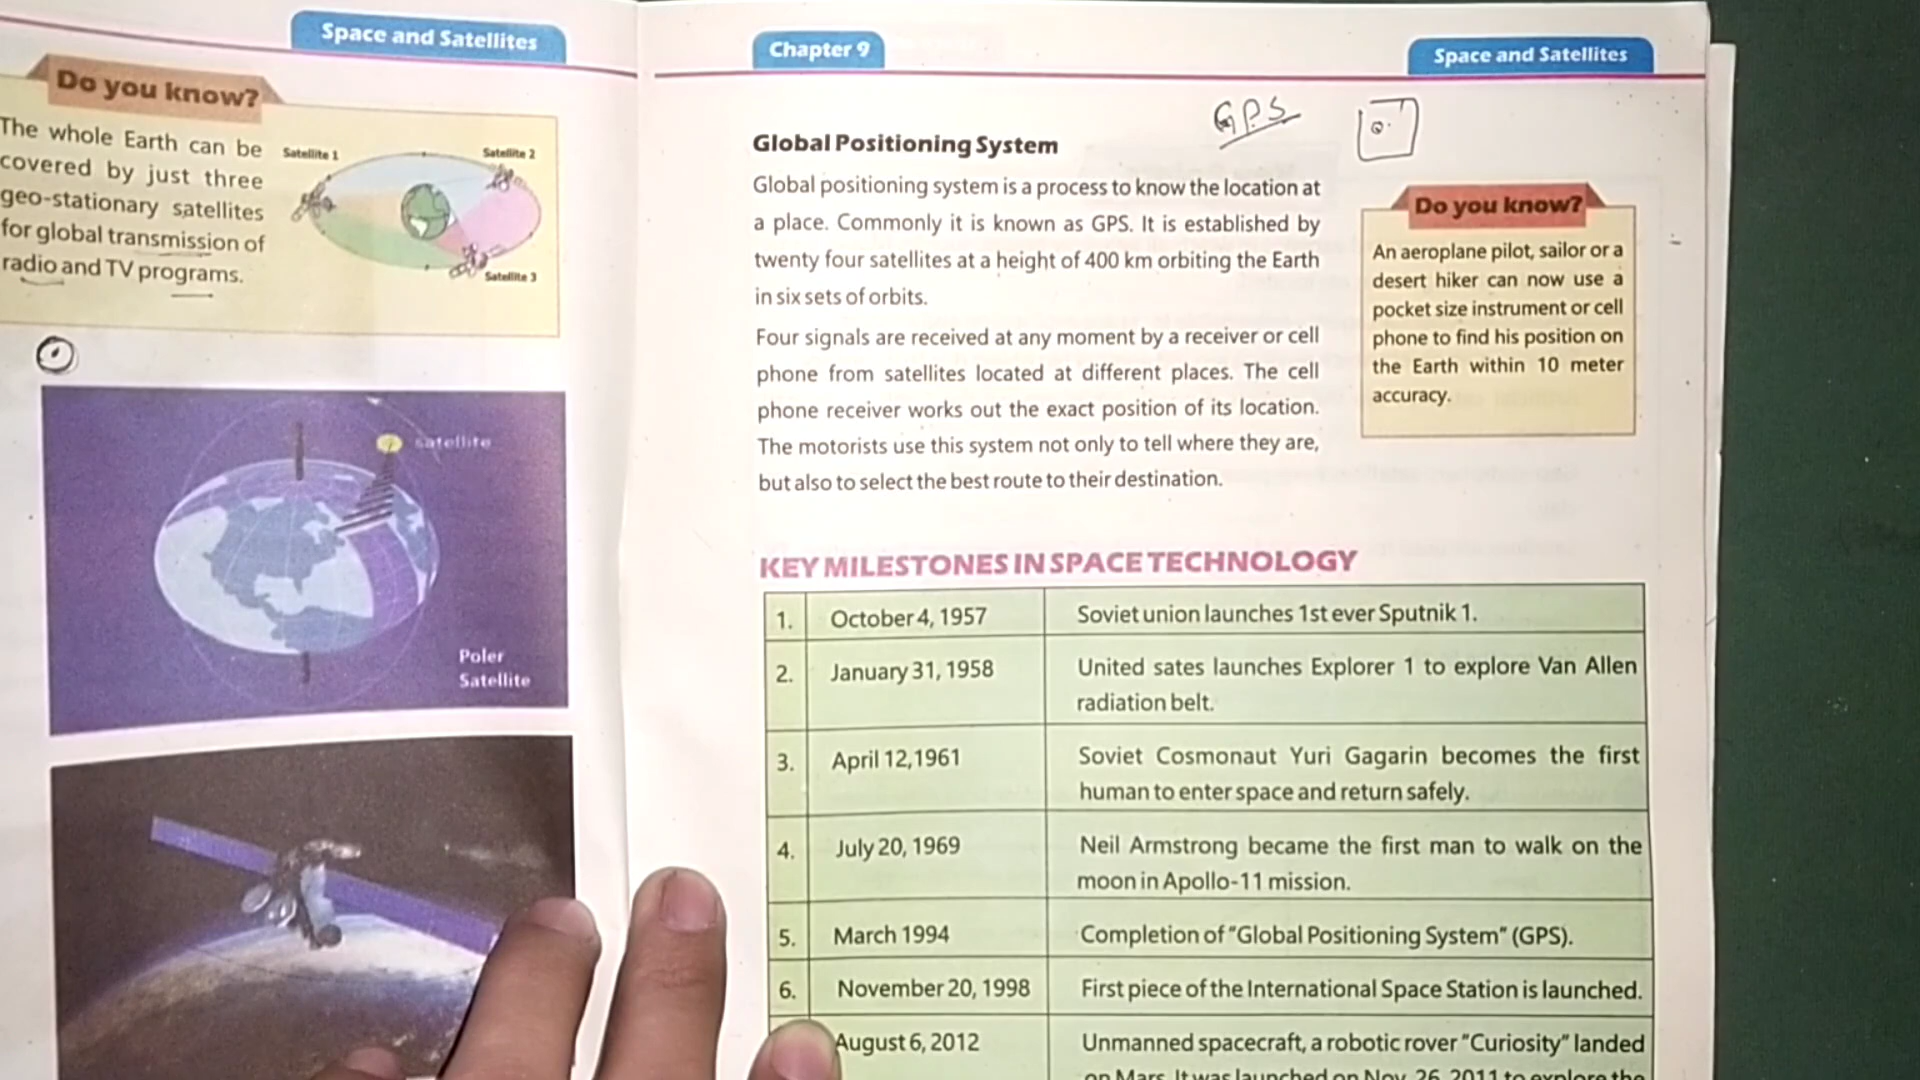 Space and Satellites
Do you know?
The whole Earth can be
covered by just three
geo-stationary satellites
for global transmission of
radio and TV programs.
Satellite 1
Satellite 2
Satellite 3
satellite
Poler
Satellite
Chapter 9
Space and Satellites
GPS
Global Positioning System
Global positioning system is a process to know the location at
a place. Commonly it is known as GPS. It is established by
twenty four satellites at a height of 400 km orbiting the Earth
in six sets of orbits.
Four signals are received at any moment by a receiver or cell
phone from satellites located at different places. The cell
phone receiver works out the exact position of its location.
The motorists use this system not only to tell where they are,
but also to select the best route to their destination.
Do you know?
An aeroplane pilot, sailor or a
desert hiker can now use a
pocket size instrument or cell
phone to find his position on
the Earth within 10 meter
accuracy.
KEY MILESTONES IN SPACE TECHNOLOGY
1. October 4, 1957 Soviet union launches 1st ever Sputnik 1.
2. January 31, 1958 United sates launches Explorer 1 to explore Van Allen
radiation belt.
3. April 12,1961 Soviet Cosmonaut Yuri Gagarin becomes the first
human to enter space and return safely.
4. July 20, 1969 Neil Armstrong became the first man to walk on the
moon in Apollo-11 mission.
5. March 1994 Completion of "Global Positioning System" (GPS).
6. November 20, 1998 First piece of the International Space Station is launched.
August 6, 2012 Unmanned spacecraft, a robotic rover "Curiosity" landed
on Mars. It was launched on Nov. 26, 2011 to explore the